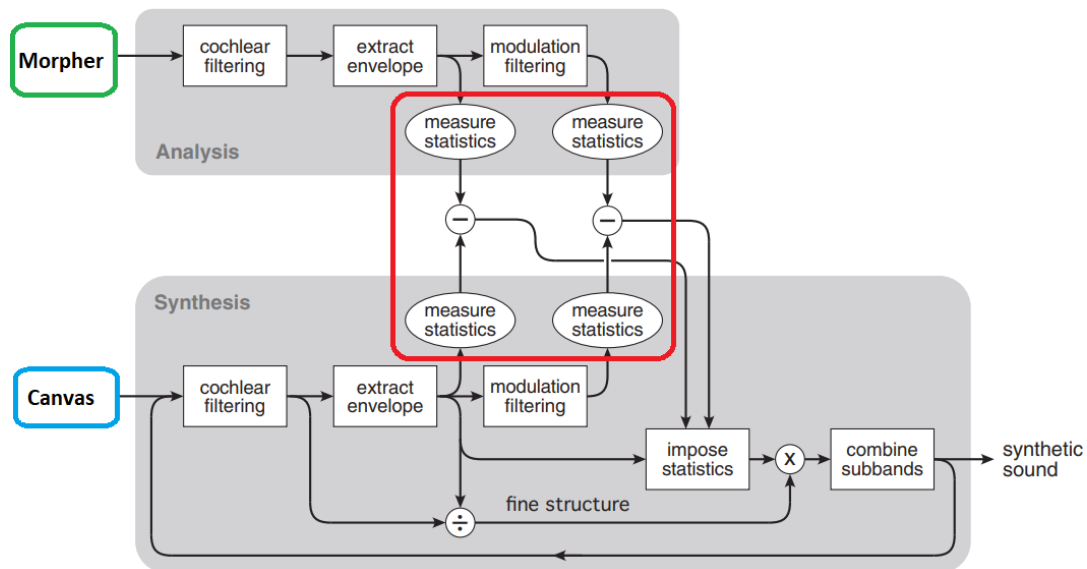 Morpher
cochlear
filtering
extract
envelope
modulation
filtering
measure
statistics
measure
statistics
Analysis
−
−
Synthesis
measure
statistics
measure
statistics
Canvas
cochlear
filtering
extract
envelope
modulation
filtering
impose
statistics
x
combine
subbands
synthetic
sound
fine structure
÷